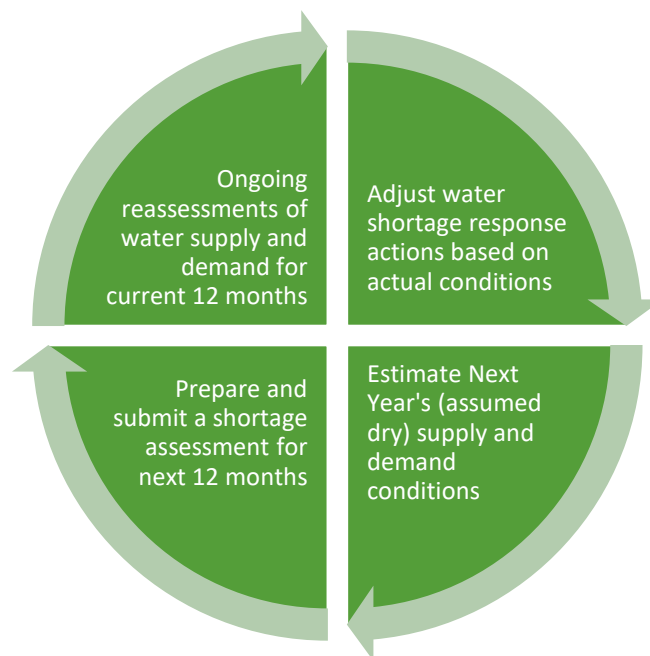 Ongoing
reassessments of
water supply and
demand for
current 12 months
Adjust water
shortage response
actions based on
actual conditions
Prepare and
submit a shortage
assessment for
next 12 months
Estimate Next
Year's (assumed
dry) supply and
demand
conditions